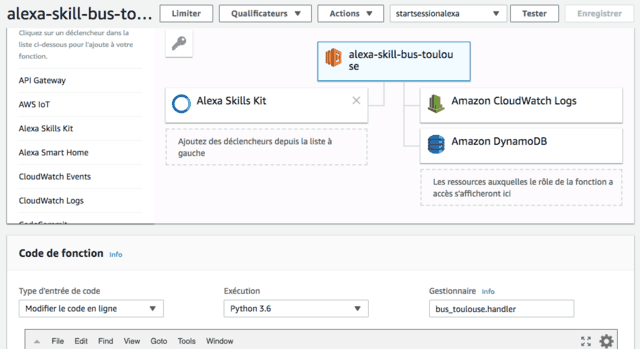 alexa-skill-bus-to... Limiter Qualificateurs Actions startsessionalexa Tester Enregistrer
Cliquez sur un déclencheur dans la
liste ci-dessous pour l'ajoute à votre
fonction.
API Gateway
AWS IoT
Alexa Skills Kit
Alexa Smart Home
CloudWatch Events
CloudWatch Logs
CodeCommit
alexa-skill-bus-toulou
se
Alexa Skills Kit
Ajoutez des déclencheurs depuis la liste à
gauche
Amazon CloudWatch Logs
Amazon DynamoDB
Les ressources auxquelles le rôle de la fonction a
accès s'afficheront ici
Code de fonction Info
Type d'entrée de code
Modifier le code en ligne
Exécution
Python 3.6
Gestionnaire Info
bus_toulouse.handler
File Edit Find View Goto Tools Window